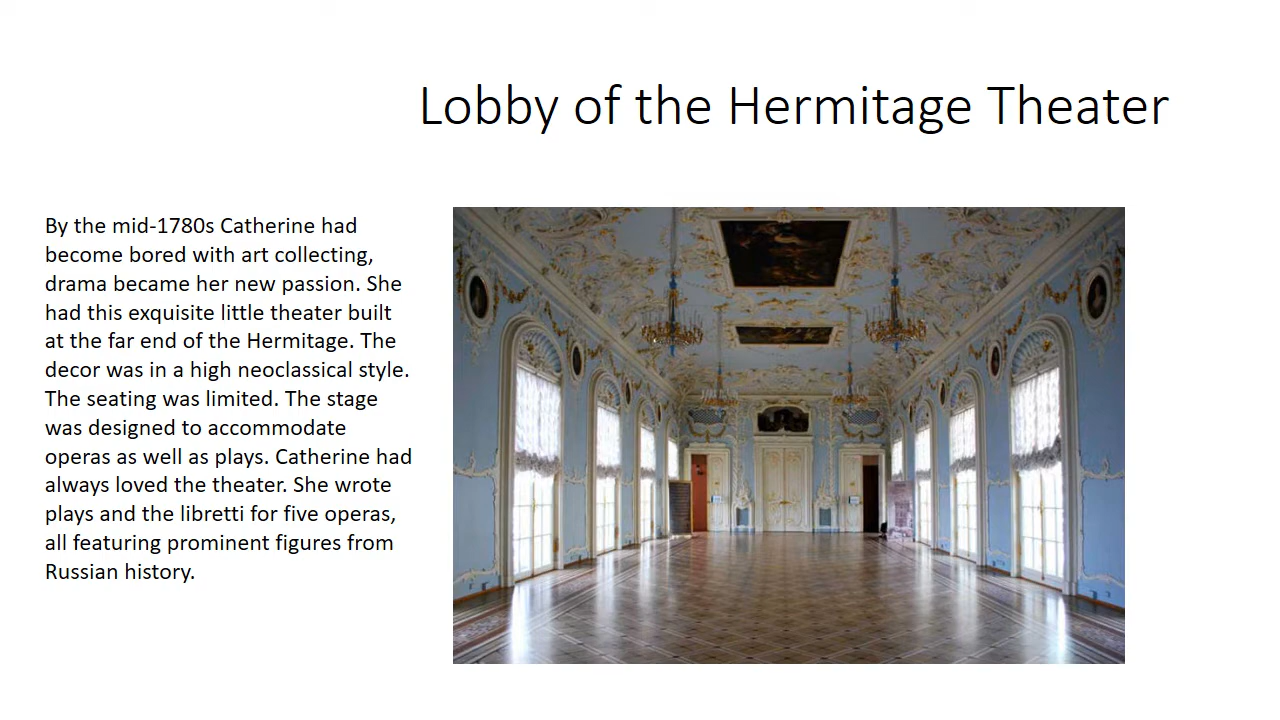 Lobby of the Hermitage Theater
By the mid-1780s Catherine had
become bored with art collecting,
drama became her new passion. She
had this exquisite little theater built
at the far end of the Hermitage. The
decor was in a high neoclassical style.
The seating was limited. The stage
was designed to accommodate
operas as well as plays. Catherine had
always loved the theater. She wrote
plays and the libretti for five operas,
all featuring prominent figures from
Russian history.